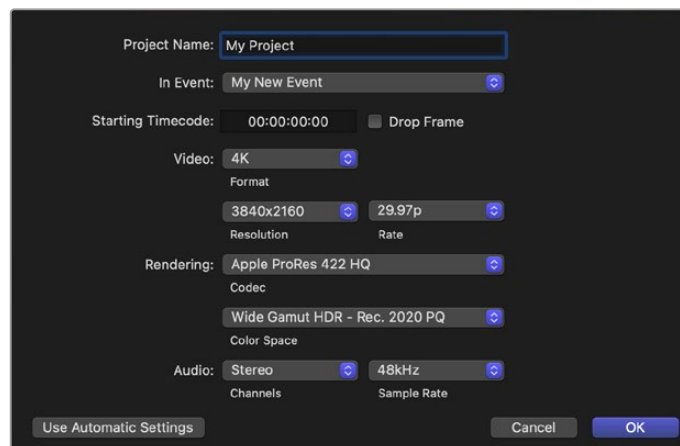 Project Name: My Project
In Event: My New Event
Starting Timecode: 00:00:00:00 Drop Frame
Video: 4K
Format
3840x2160 29.97p
Resolution Rate
Rendering: Apple ProRes 422 HQ
Codec
Wide Gamut HDR - Rec. 2020 PQ
Color Space
Audio: Stereo 48kHz
Channels Sample Rate
Use Automatic Settings Cancel OK